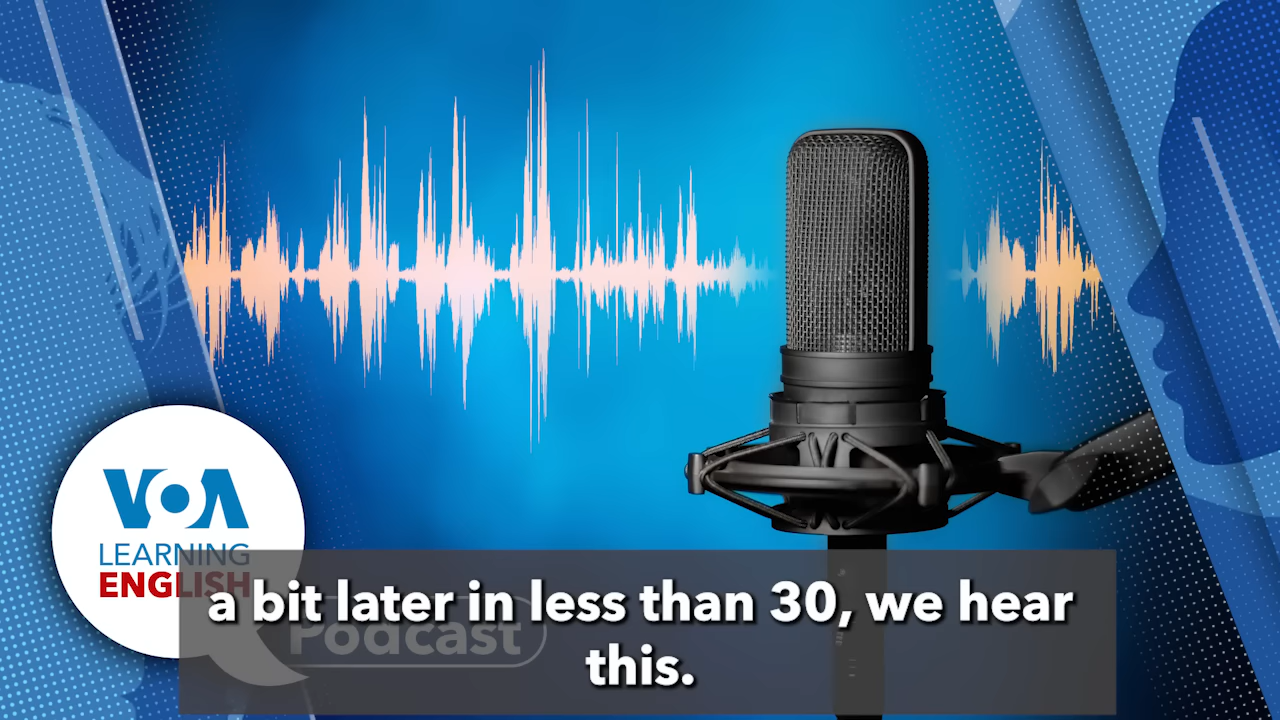 VOA
LEARNING
ENGLISH
Podcast
a bit later in less than 30, we hear
this.